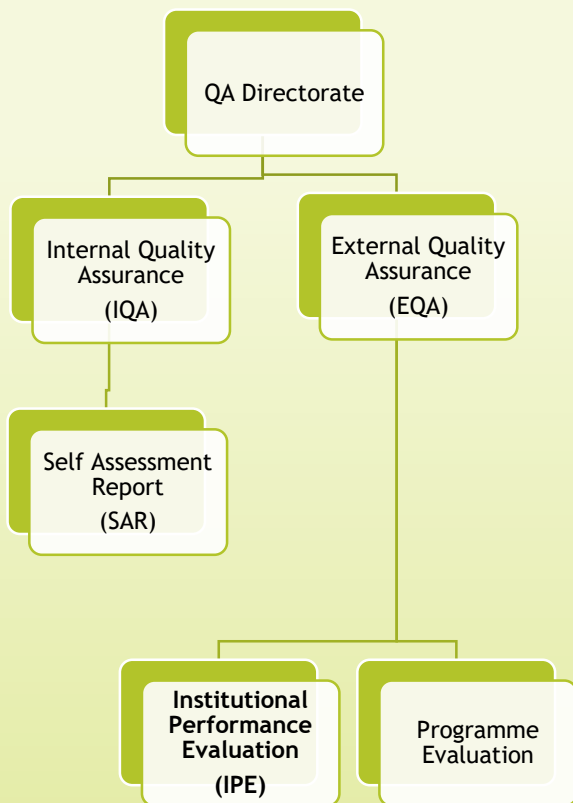 QA Directorate
Internal Quality
Assurance
(IQA)
External Quality
Assurance
(EQA)
Self Assessment
Report
(SAR)
Institutional
Performance
Evaluation
(IPE)
Programme
Evaluation